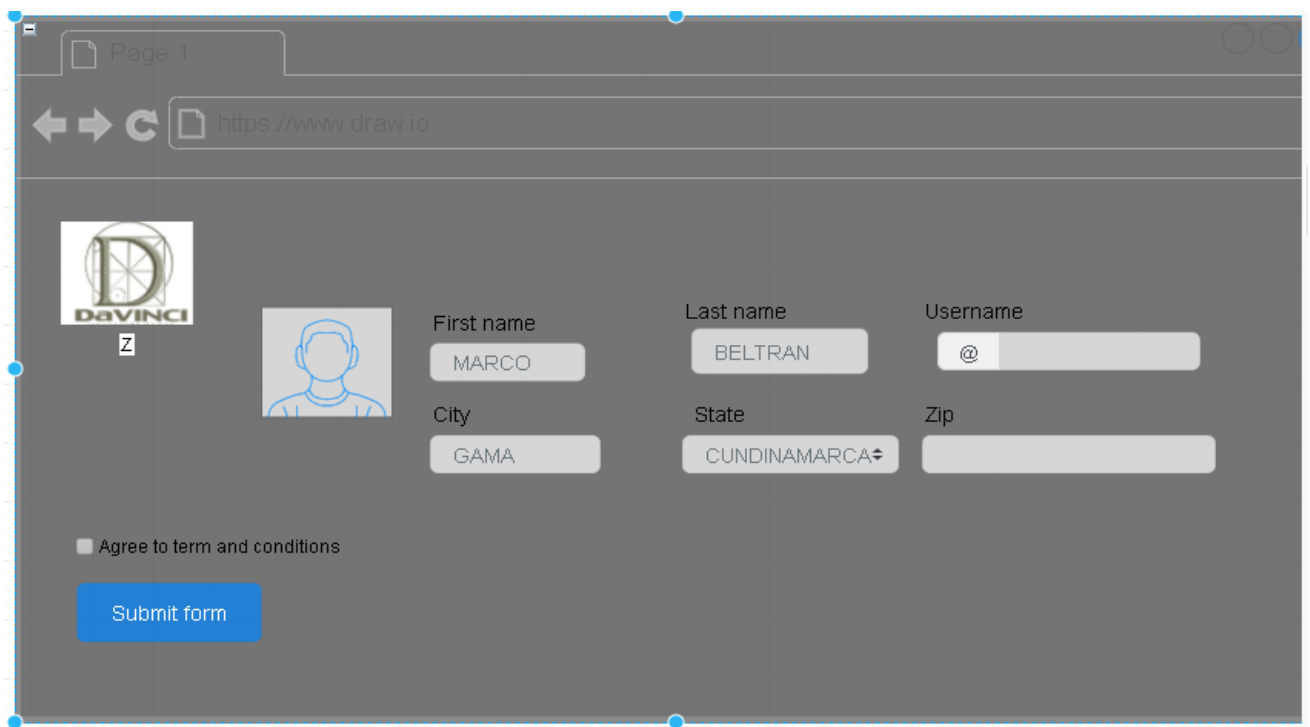 Page 1
https://www.draw.io
DaVINCI
Z
First name
Last name
Username
MARCO
BELTRAN
@
City
State
Zip
GAMA
CUNDINAMARCA
Agree to term and conditions
Submit form